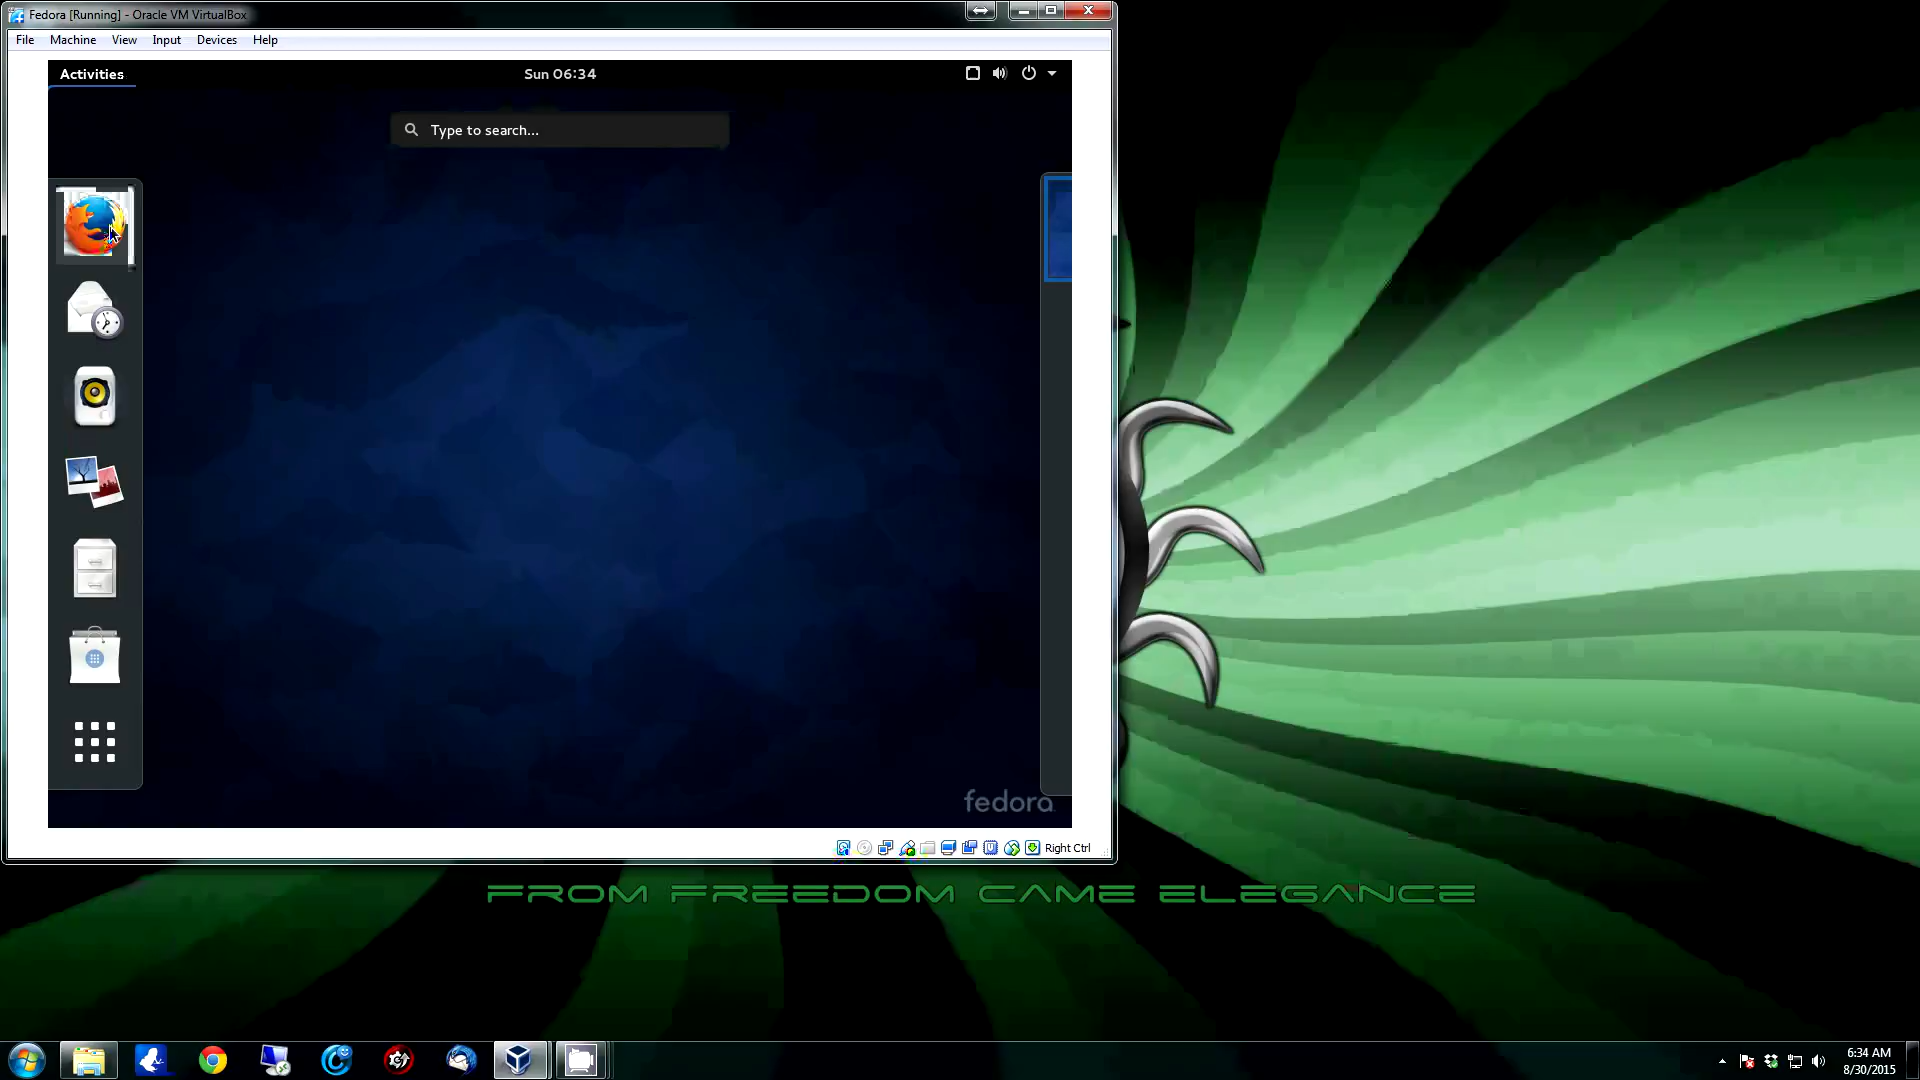 Fedora [Running] - Oracle VM VirtualBox
File Machine View Input Devices Help
Activities
Sun 06:34
Type to search...
fedora
Right Ctrl
FROM FREEDOM CAME ELEGANCE
6:34 AM
8/30/2015